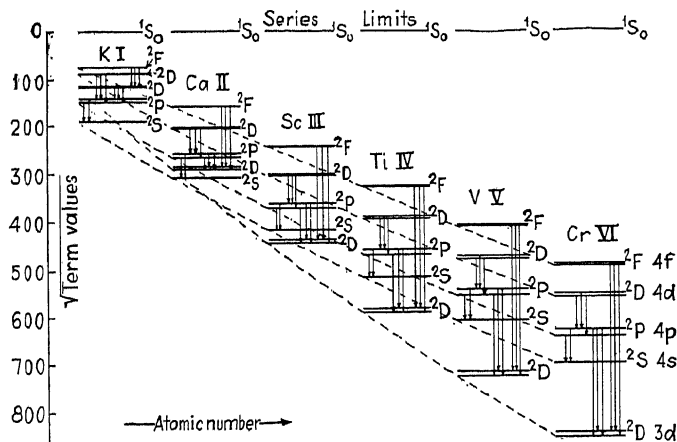 Series Limits
0 ¹S₀ ¹S₀ ¹S₀ ¹S₀ ¹S₀ ¹S₀
K I
²F
4²D
²D
²P
²S
Ca II
²F
²D
²P
²D
²S
Sc III
²F
²D
²P
²S
²D
Ti IV
²F
²D
²P
²S
²D
V V
²F
²D
²P
²S
²D
Cr VI
²F 4f
²D 4d
²P 4p
²S 4s
²D 3d
100
200
300
400
500
600
700
800
√Term values
Atomic number